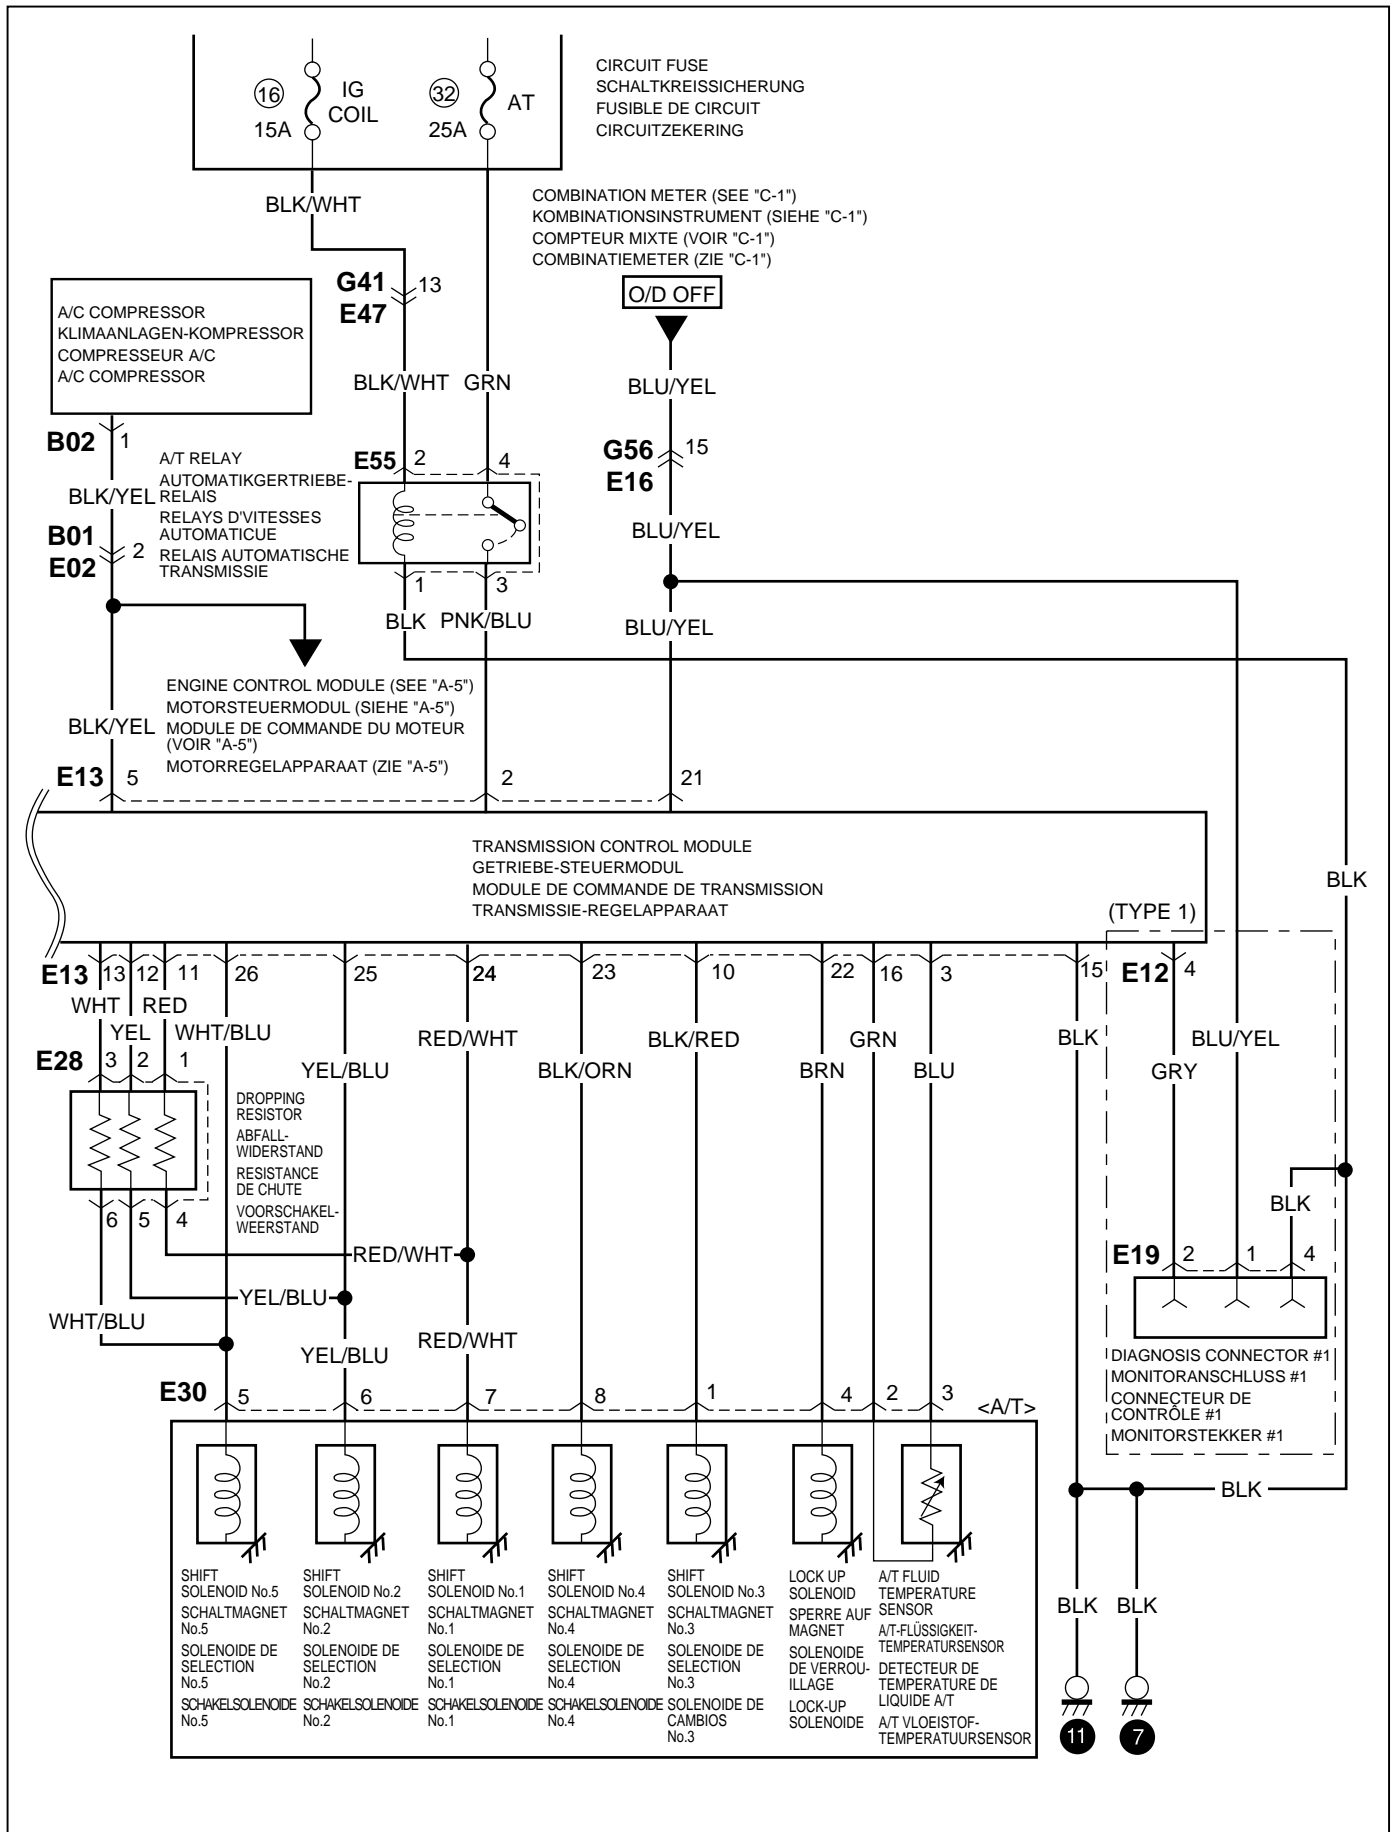 CIRCUIT FUSE
SCHALTKREISSICHERUNG
FUSIBLE DE CIRCUIT
CIRCUITZEKERING
16
IG
COIL
15A
32
AT
25A
BLK/WHT
COMBINATION METER (SEE "C-1")
KOMBINATIONSINSTRUMENT (SIEHE "C-1")
COMPTEUR MIXTE (VOIR "C-1")
COMBINATIEMETER (ZIE "C-1")
O/D OFF
G41
E47
13
A/C COMPRESSOR
KLIMAANLAGEN-KOMPRESSOR
COMPRESSEUR A/C
A/C COMPRESSOR
BLK/WHT
GRN
BLU/YEL
B02
1
G56
E16
15
A/T RELAY
AUTOMATIKGERTRIEBE-
RELAIS
RELAYS D'VITESSES
AUTOMATICUE
RELAIS AUTOMATISCHE
TRANSMISSIE
E55
2
4
BLK/YEL
B01
E02
2
BLU/YEL
1
3
BLK
PNK/BLU
BLU/YEL
ENGINE CONTROL MODULE (SEE "A-5")
MOTORSTEUERMODUL (SIEHE "A-5")
MODULE DE COMMANDE DU MOTEUR
(VOIR "A-5")
MOTORREGELAPPARAAT (ZIE "A-5")
BLK/YEL
E13
5
2
21
TRANSMISSION CONTROL MODULE
GETRIEBE-STEUERMODUL
MODULE DE COMMANDE DE TRANSMISSION
TRANSMISSIE-REGELAPPARAAT
BLK
(TYPE 1)
E13
13
12
11
26
25
24
23
10
22
16
3
15
E12
4
WHT
RED
YEL
WHT/BLU
YEL/BLU
RED/WHT
BLK/ORN
BLK/RED
BRN
GRN
BLU
BLK
GRY
BLU/YEL
E28
3
2
1
DROPPING
RESISTOR
ABFALL-
WIDERSTAND
RESISTANCE
DE CHUTE
VOORSCHAKEL-
WEERSTAND
6
5
4
BLK
RED/WHT
YEL/BLU
WHT/BLU
RED/WHT
YEL/BLU
E19
2
1
4
DIAGNOSIS CONNECTOR #1
MONITORANSCHLUSS #1
CONNECTEUR DE
CONTRÔLE #1
MONITORSTEKKER #1
E30
5
6
7
8
1
4
2
3
<A/T>
BLK
SHIFT
SOLENOID No.5
SCHALTMAGNET
No.5
SOLENOIDE DE
SELECTION
No.5
SCHAKELSOLENOIDE
No.5
SHIFT
SOLENOID No.2
SCHALTMAGNET
No.2
SOLENOIDE DE
SELECTION
No.2
SCHAKELSOLENOIDE
No.2
SHIFT
SOLENOID No.1
SCHALTMAGNET
No.1
SOLENOIDE DE
SELECTION
No.1
SCHAKELSOLENOIDE
No.1
SHIFT
SOLENOID No.4
SCHALTMAGNET
No.4
SOLENOIDE DE
SELECTION
No.4
SCHAKELSOLENOIDE
No.4
SHIFT
SOLENOID No.3
SCHALTMAGNET
No.3
SOLENOIDE DE
SELECTION
No.3
SOLENOIDE DE
CAMBIOS
No.3
LOCK UP
SOLENOID
SPERRE AUF
MAGNET
SOLENOIDE
DE VERROU-
ILLAGE
LOCK-UP
SOLENOIDE
A/T FLUID
TEMPERATURE
SENSOR
A/T-FLÜSSIGKEIT-
TEMPERATURSENSOR
DETECTEUR DE
TEMPERATURE DE
LIQUIDE A/T
A/T VLOEISTOF-
TEMPERATUURSENSOR
BLK
BLK
11
7